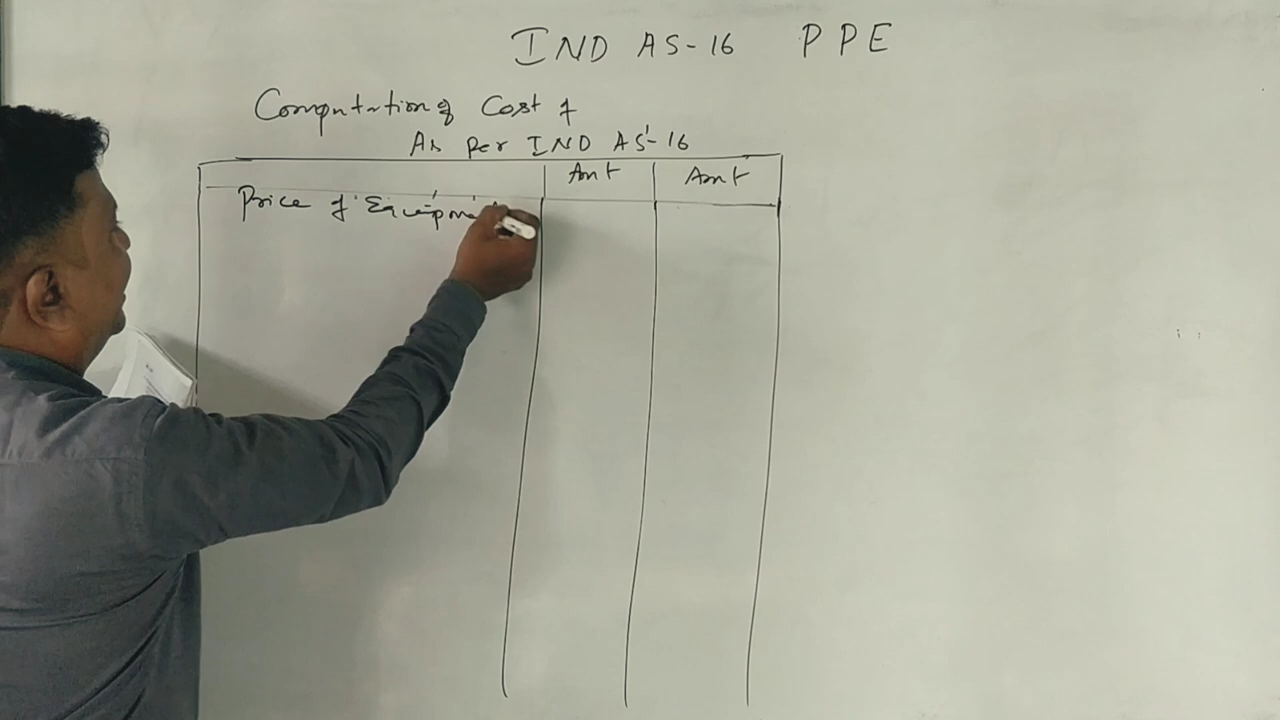 IND AS-16 PPE
Computation of Cost of
As Per IND AS-16
Amt Amt
Price of Equipment